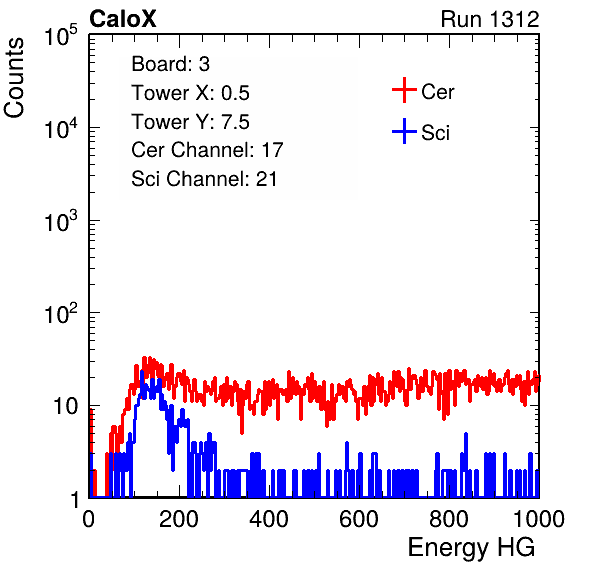 CaloX Run 1312
Counts
10^5
10^4
10^3
10^2
10
1
Board: 3
Tower X: 0.5
Tower Y: 7.5
Cer Channel: 17
Sci Channel: 21
Cer
Sci
0 200 400 600 800 1000
Energy HG